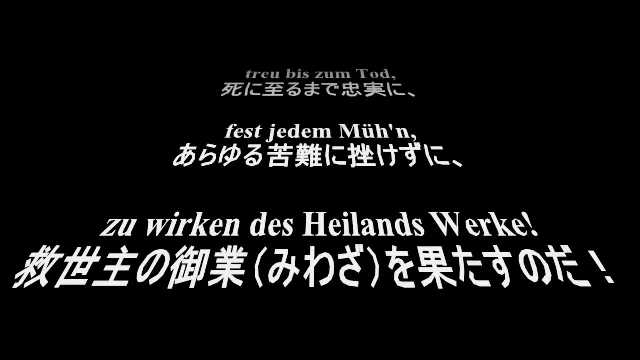 treu bis zum Tod,
死に至るまで忠実に、
fest jedem Müh'n,
あらゆる苦難に挫けずに、
zu wirken des Heilands Werke!
救世主の御業(みわざ)を果たすのだ!